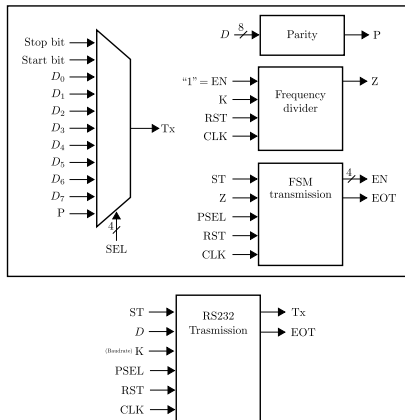 Stop bit
Start bit
D0
D1
D2
D3
D4
D5
D6
D7
P
4
SEL
Tx
D
8
Parity
P
"1" = EN
K
RST
CLK
Frequency
divider
Z
ST
Z
PSEL
RST
CLK
FSM
transmission
4
EN
EOT
ST
D
(Baudrate) K
PSEL
RST
CLK
RS232
Trasmission
Tx
EOT